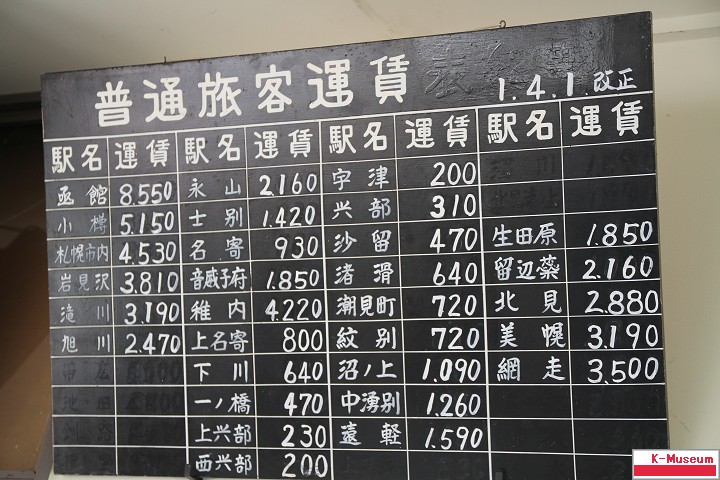 普通旅客運賃表
1.4.1.改正
駅名 運賃 駅名 運賃 駅名 運賃 駅名 運賃
函館 8.550 永山 2.160 宇津 200
小樽 5.150 士別 1.420 興部 310
札幌市内 4.530 名寄 930 沙留 470 生田原 1.850
岩見沢 3.810 音威子府 1.850 渚滑 640 留辺蘂 2.160
滝川 3.190 稚内 4.220 潮見町 720 北見 2.880
旭川 2.470 上名寄 800 紋別 720 美幌 3.190
下川 640 沼ノ上 1.090 網走 3.500
一ノ橋 470 中湧別 1.260
上興部 230 遠軽 1.590
西興部 200
K-Museum